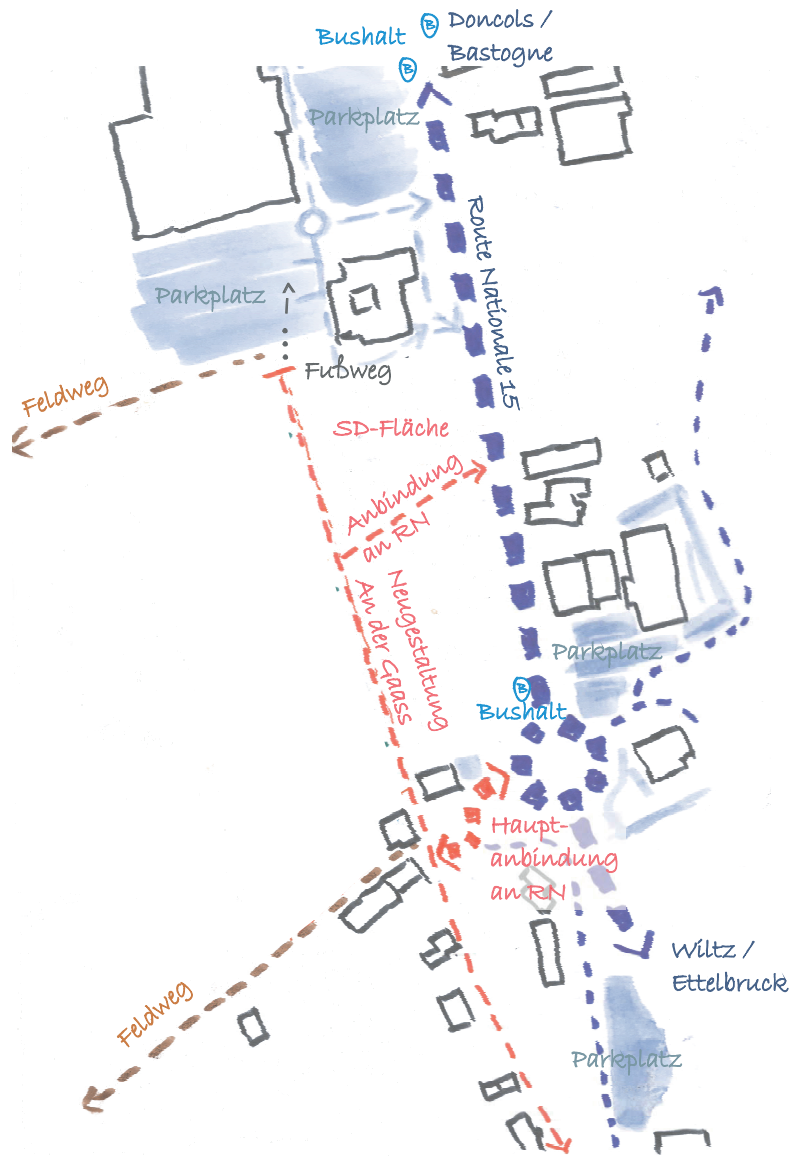 Bushalt
B
B
Doncols /
Bastogne
Parkplatz
Route Nationale 15
Parkplatz
Fußweg
Feldweg
SD-Fläche
Anbindung
an RN
Neugestaltung
An der Gaass
Parkplatz
B
Bushalt
Haupt-
anbindung
an RN
Wiltz /
Ettelbruck
Feldweg
Parkplatz